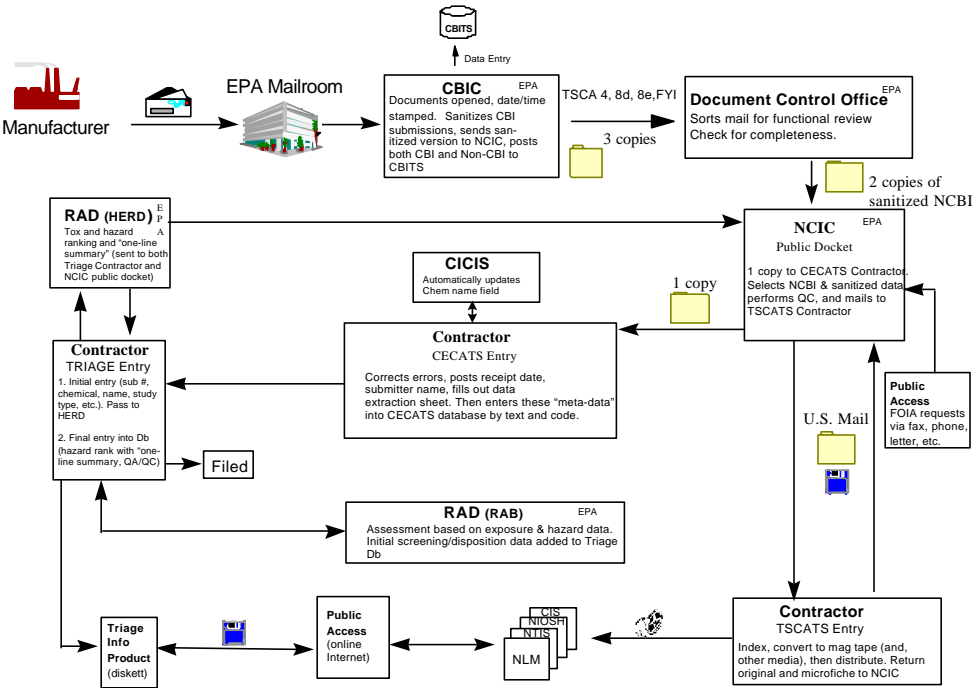 CBITS
Data Entry
Manufacturer
EPA Mailroom
CBIC
EPA
Documents opened, date/time
stamped. Sanitizes CBI
submissions, sends san-
itized version to NCIC, posts
both CBI and Non-CBI to
CBITS
TSCA 4, 8d, 8e,FYI
3 copies
Document Control Office
EPA
Sorts mail for functional review
Check for completeness.
2 copies of
sanitized NCBI
RAD (HERD)
EPA
Tox and hazard
ranking and “one-line
summary” (sent to both
Triage Contractor and
NCIC public docket)
NCIC
EPA
Public Docket
1 copy to CECATS Contractor.
Selects NCBI & sanitized data,
performs QC, and mails to
TSCATS Contractor
CICIS
Automatically updates
Chem name field
1 copy
Contractor
CECATS Entry
Corrects errors, posts receipt date,
submitter name, fills out data
extraction sheet. Then enters these “meta-data”
into CECATS database by text and code.
Contractor
TRIAGE Entry
1. Initial entry (sub #,
chemical, name, study
type, etc.). Pass to
HERD
2. Final entry into Db
(hazard rank with “one-
line summary, QA/QC)
Filed
Public
Access
FOIA requests
via fax, phone,
letter, etc.
U.S. Mail
RAD (RAB)
EPA
Assessment based on exposure & hazard data.
Initial screening/disposition data added to Triage
Db
Triage
Info
Product
(diskett)
Public
Access
(online
Internet)
CIS
NIOSH
NTIS
NLM
Contractor
TSCATS Entry
Index, convert to mag tape (and,
other media), then distribute. Return
original and microfiche to NCIC